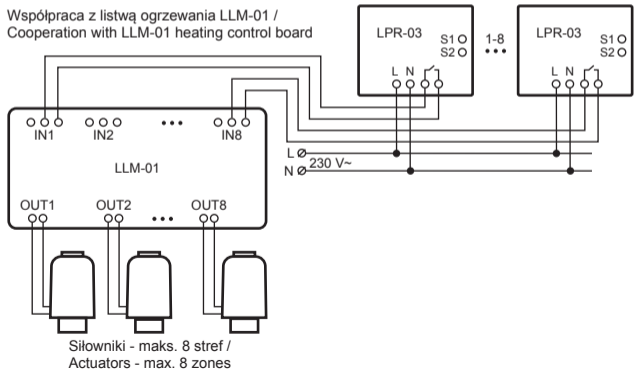 Współpraca z listwą ogrzewania LLM-01 /
Cooperation with LLM-01 heating control board
LPR-03
S1
S2
L N
1-8
LPR-03
S1
S2
L N
IN1
IN2
IN8
LLM-01
L
230 V~
N
OUT1
OUT2
OUT8
Siłowniki - maks. 8 stref /
Actuators - max. 8 zones